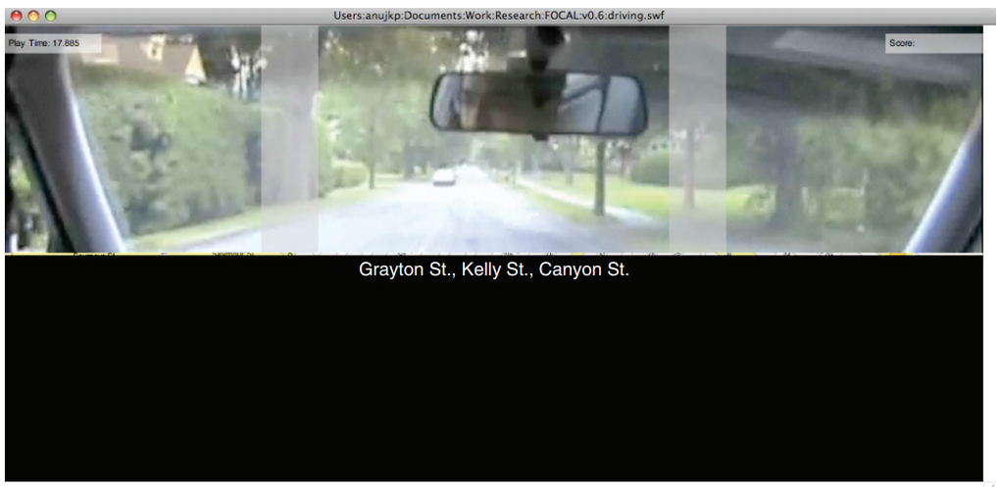 Users:anujkp:Documents:Work:Research:FOCAL:v0.6:driving.swf
Play Time: 17.885
Score:
Grayton St., Kelly St., Canyon St.